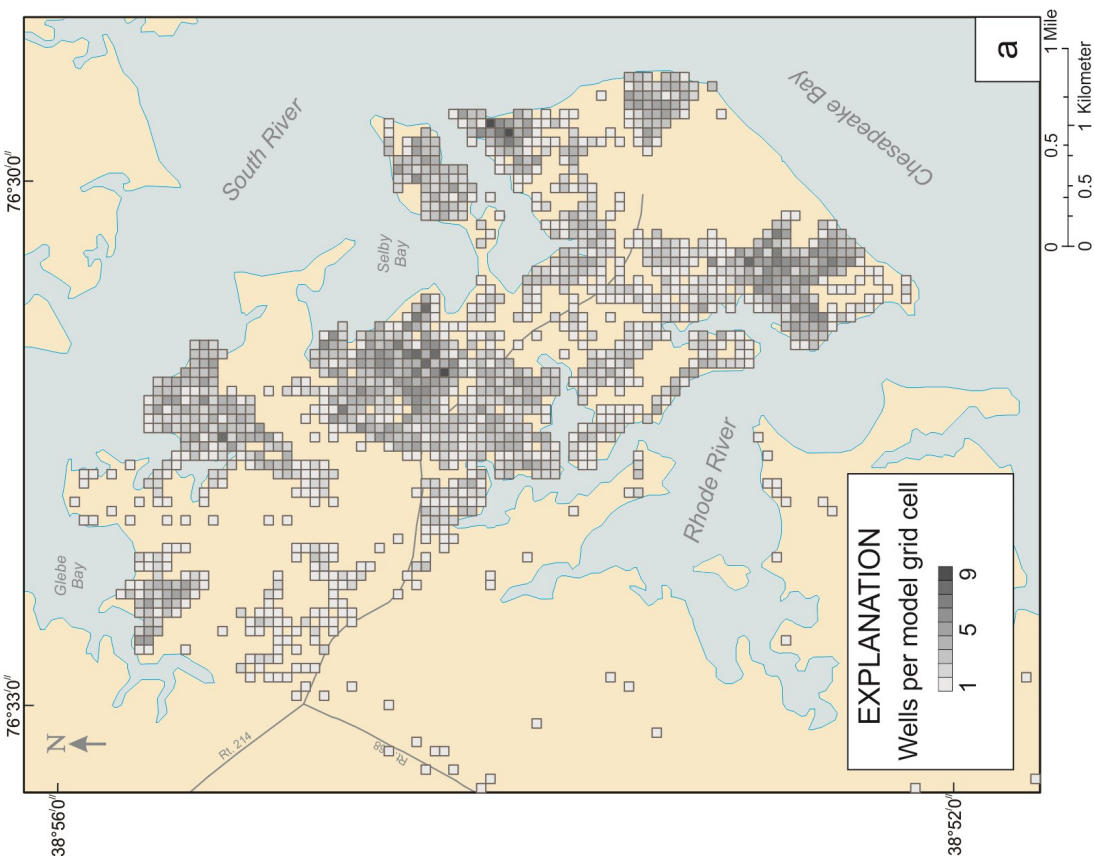 76°33'0"
76°30'0"
38°56'0"
38°52'0"
N
Glebe
Bay
South River
Selby
Bay
Rt. 214
Rt. 468
Rhode River
Chesapeake Bay
EXPLANATION
Wells per model grid cell
1 5 9
a
0 0.5 1 Mile
0 0.5 1 Kilometer